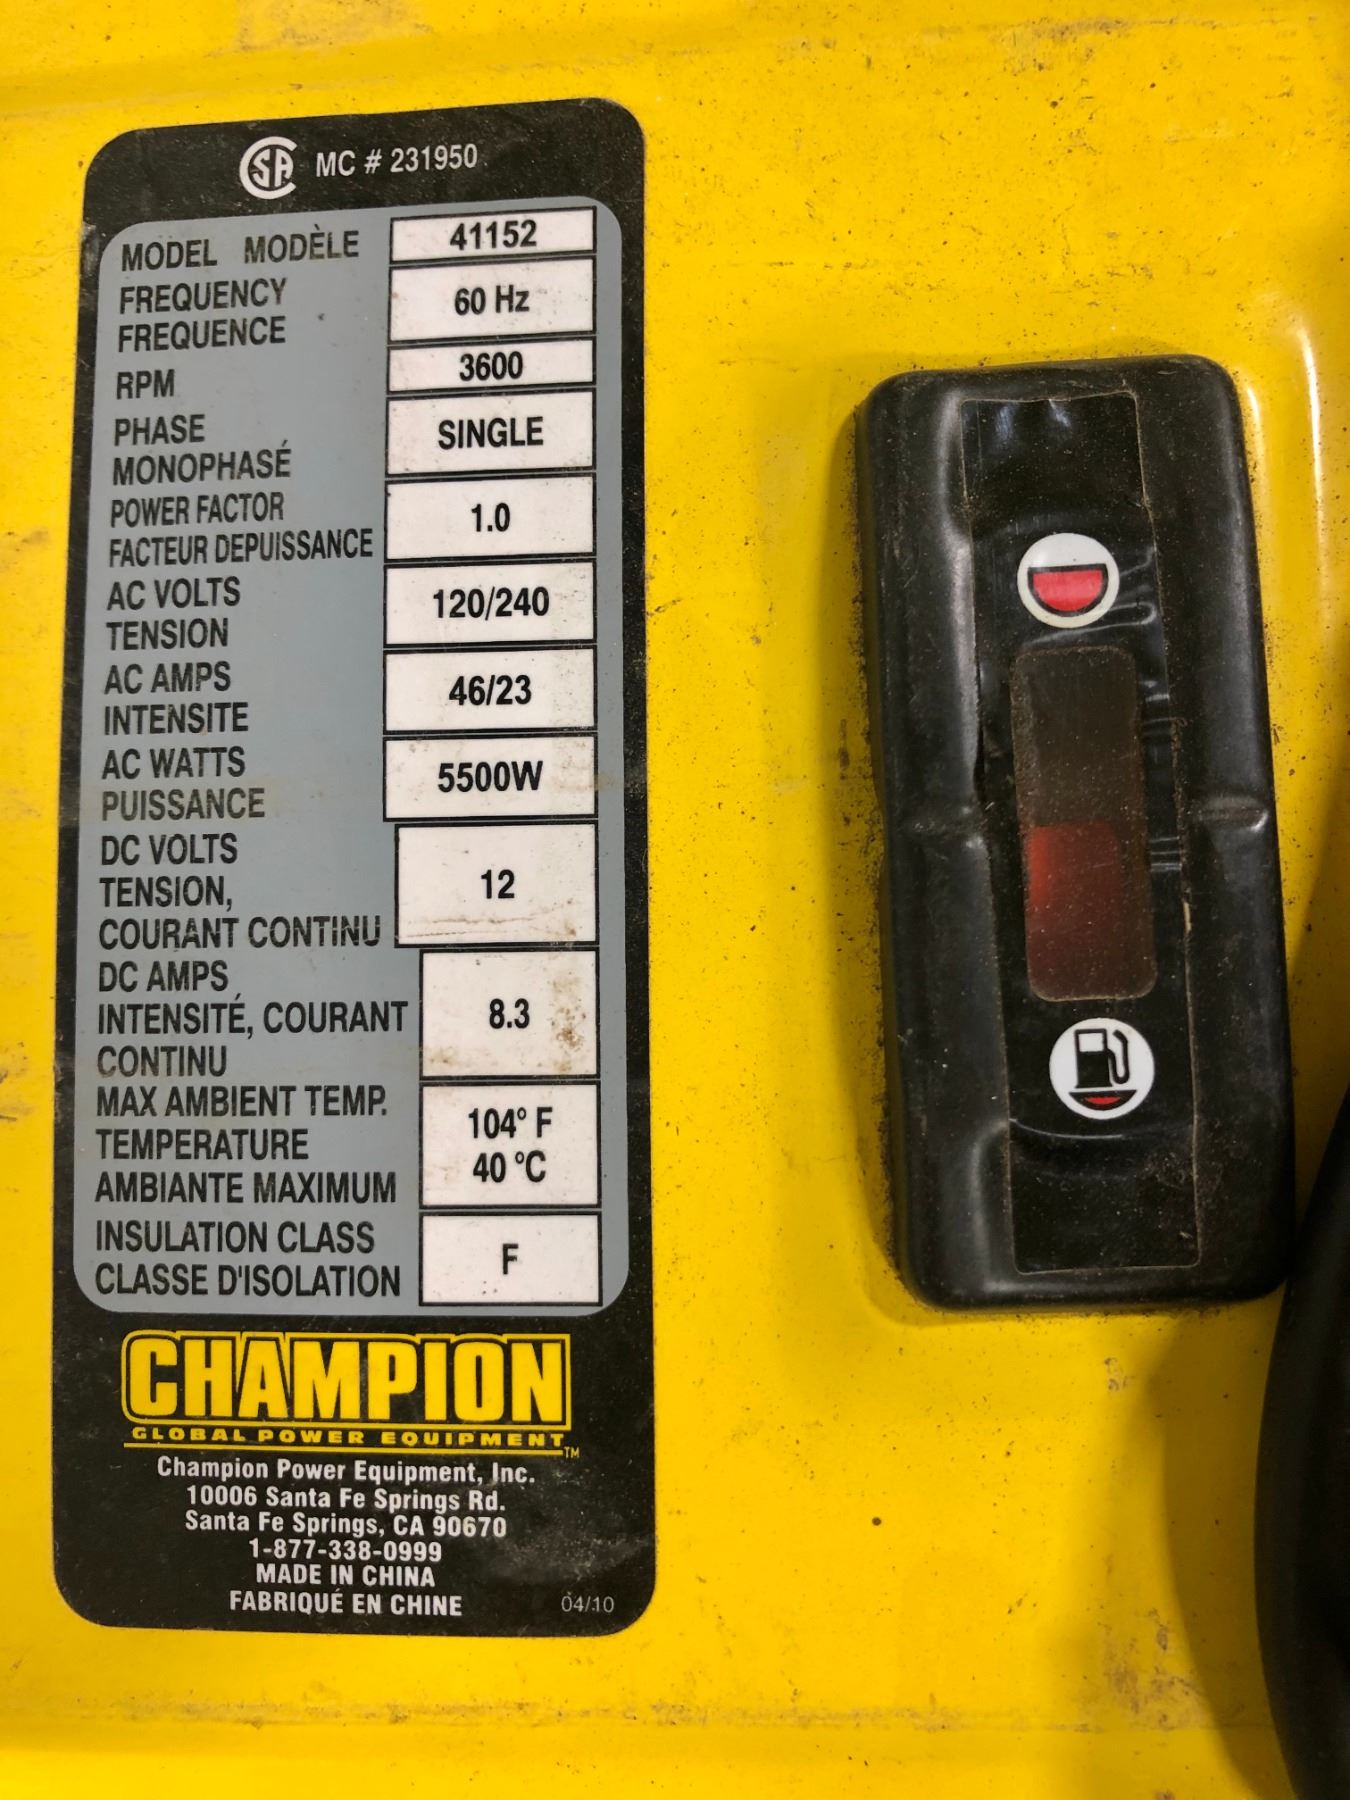 CSA MC # 231950
MODEL MODÈLE 41152
FREQUENCY
FREQUENCE 60 Hz
RPM 3600
PHASE
MONOPHASÉ SINGLE
POWER FACTOR
FACTEUR DEPUISSANCE 1.0
AC VOLTS
TENSION 120/240
AC AMPS
INTENSITE 46/23
AC WATTS
PUISSANCE 5500W
DC VOLTS
TENSION,
COURANT CONTINU 12
DC AMPS
INTENSITÉ, COURANT
CONTINU 8.3
MAX AMBIENT TEMP. 104° F
TEMPERATURE 40 °C
AMBIANTE MAXIMUM
INSULATION CLASS
CLASSE D'ISOLATION F
CHAMPION
GLOBAL POWER EQUIPMENT™
Champion Power Equipment, Inc.
10006 Santa Fe Springs Rd.
Santa Fe Springs, CA 90670
1-877-338-0999
MADE IN CHINA
FABRIQUÉ EN CHINE 04/10